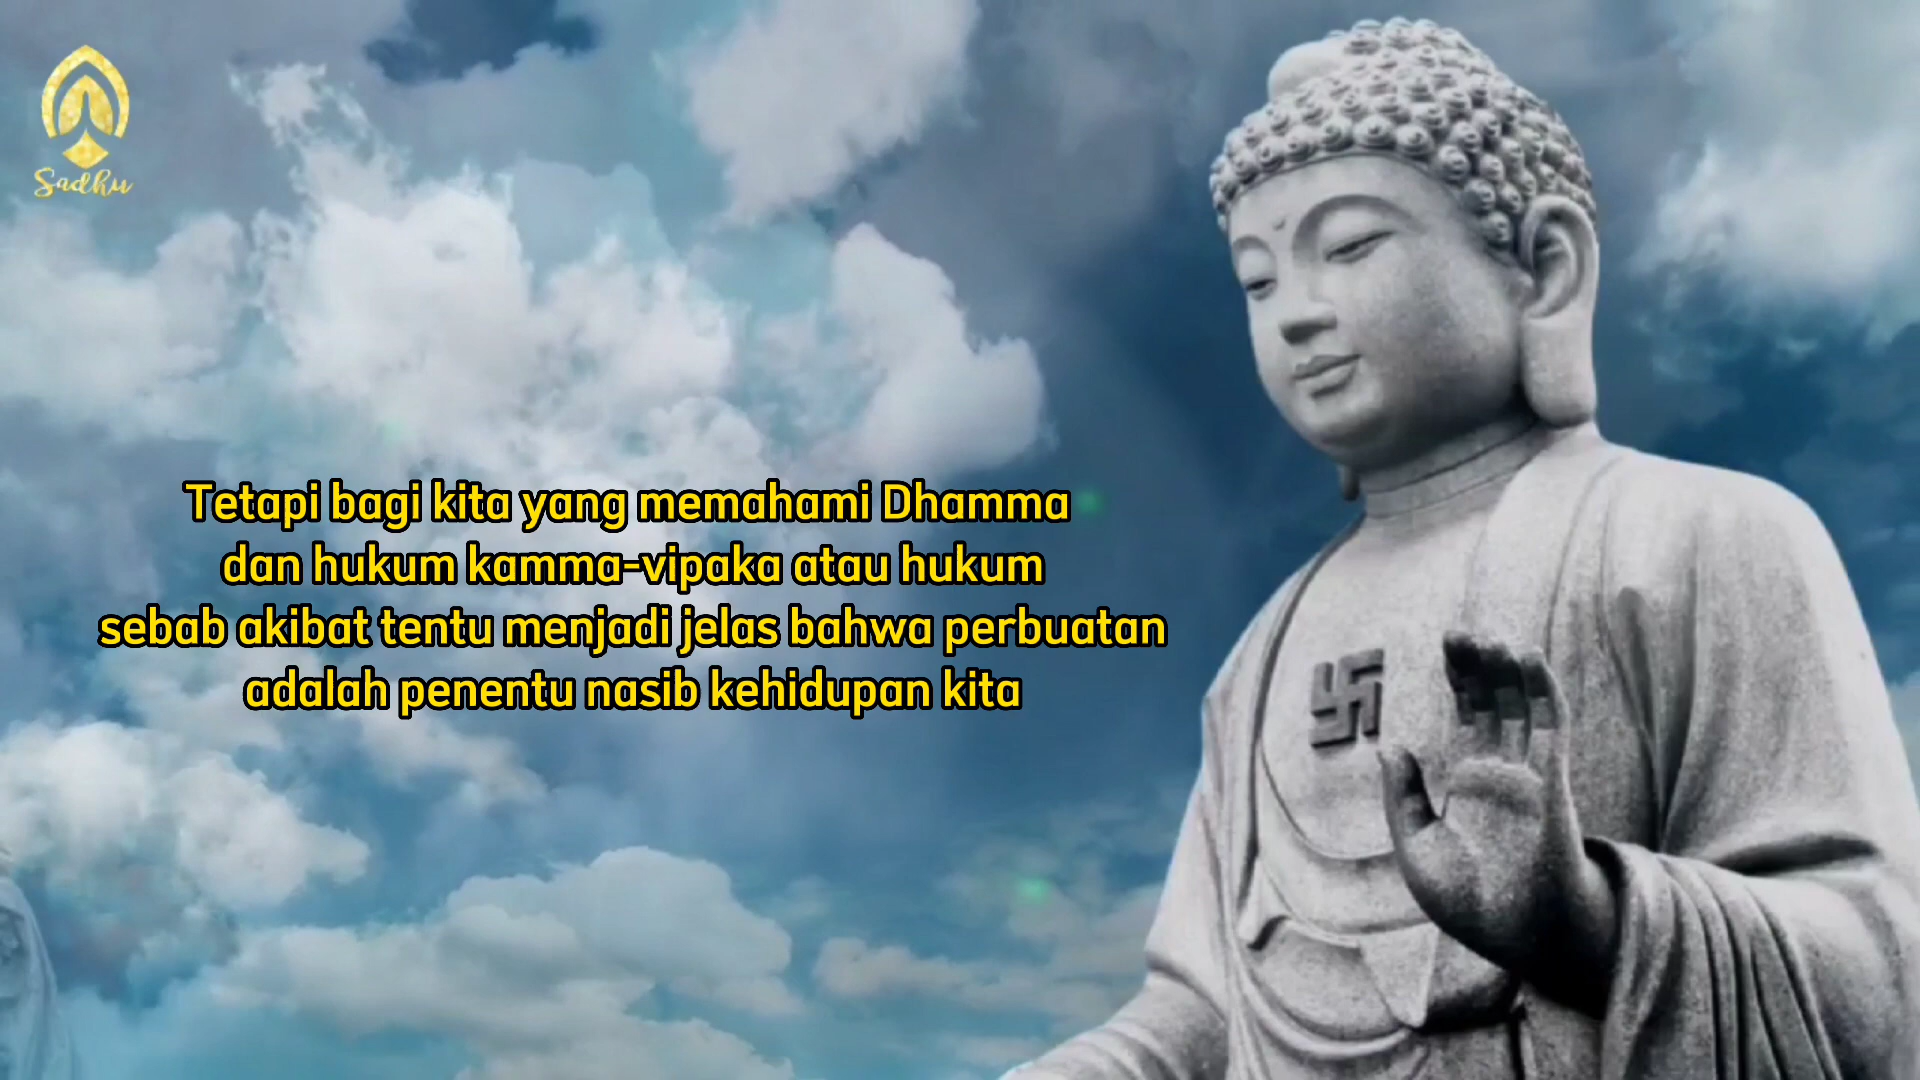 Sadhu
Tetapi bagi kita yang memahami Dhamma
dan hukum kamma-vipaka atau hukum
sebab akibat tentu menjadi jelas bahwa perbuatan
adalah penentu nasib kehidupan kita